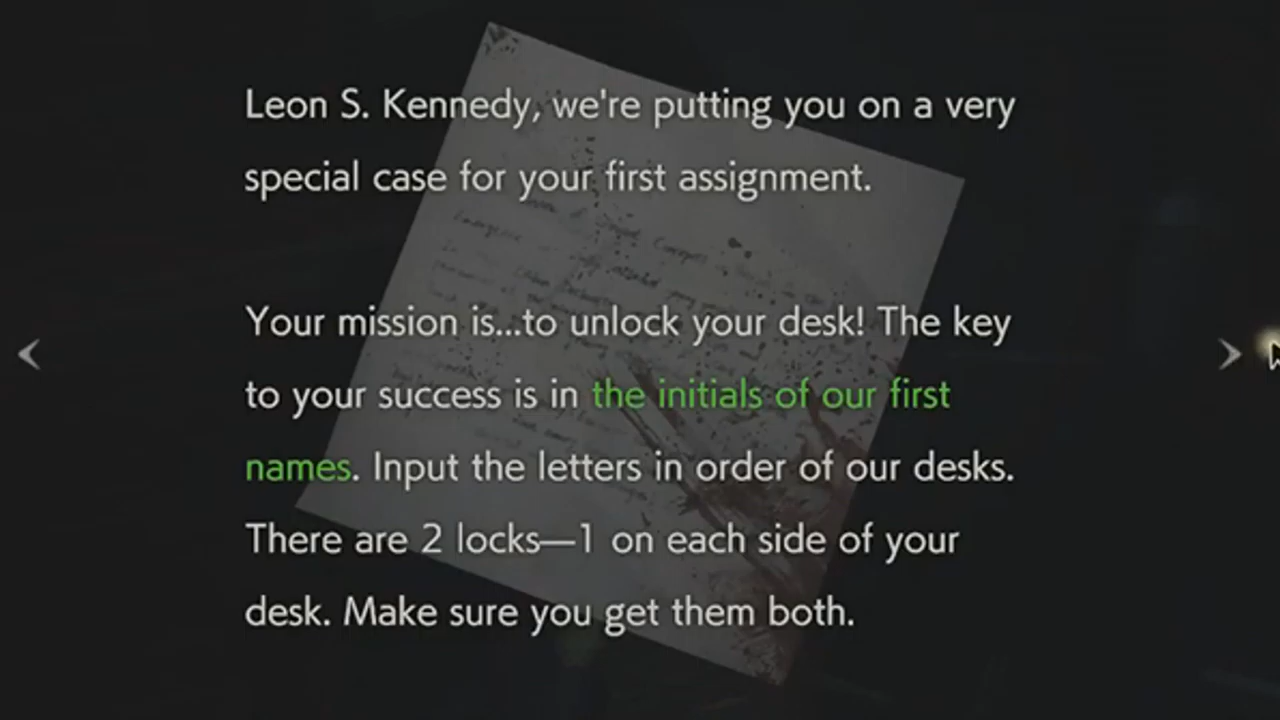 Leon S. Kennedy, we're putting you on a very
special case for your first assignment.
Your mission is...to unlock your desk! The key
to your success is in the initials of our first
names. Input the letters in order of our desks.
There are 2 locks—1 on each side of your
desk. Make sure you get them both.